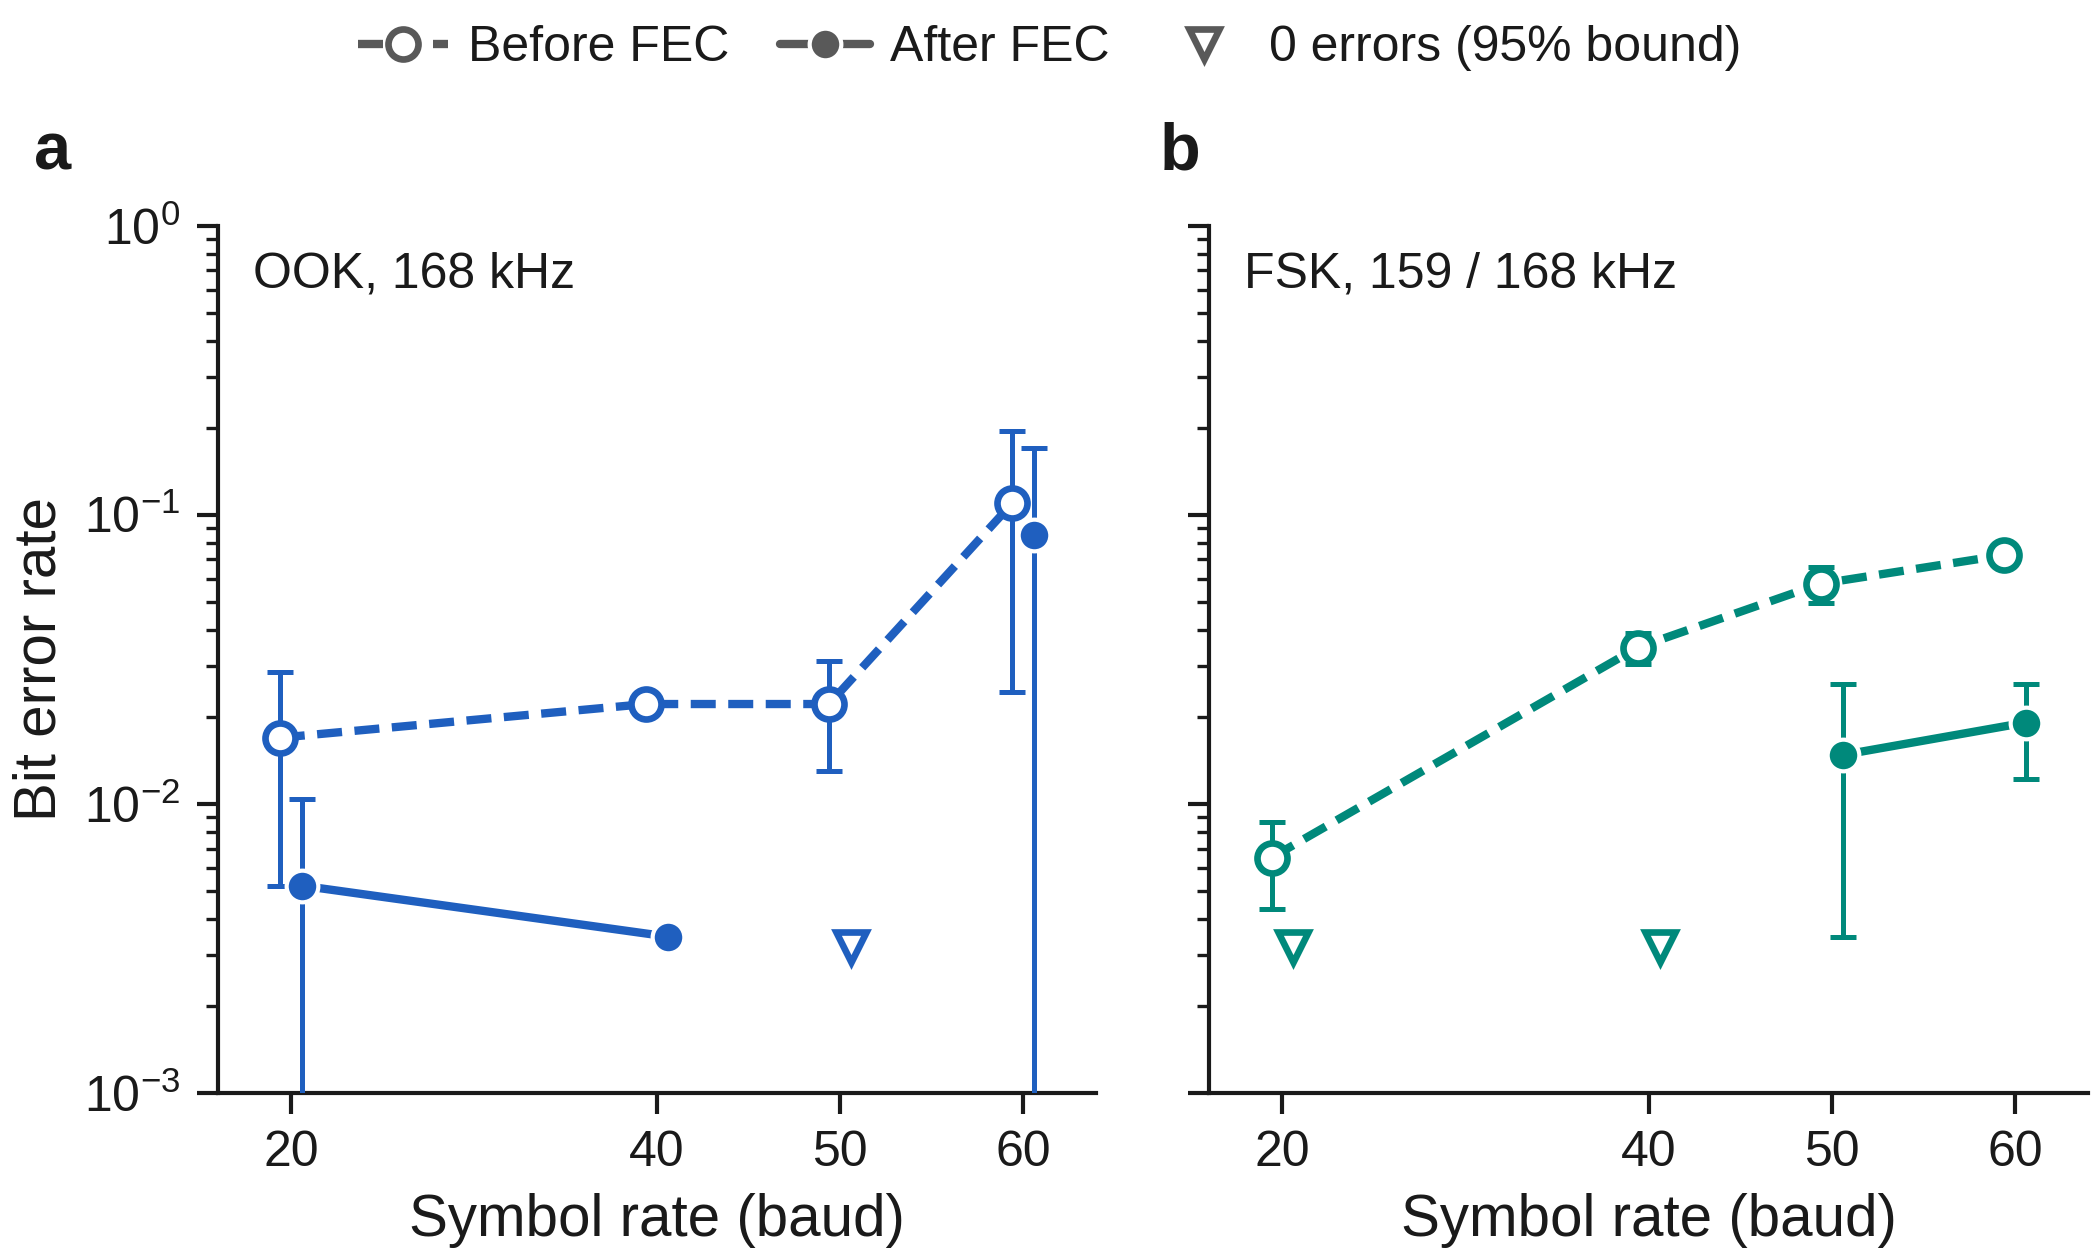 Before FEC After FEC 0 errors (95% bound)
a
b
OOK, 168 kHz
FSK, 159 / 168 kHz
Bit error rate
10⁰
10⁻¹
10⁻²
10⁻³
20 40 50 60
20 40 50 60
Symbol rate (baud)
Symbol rate (baud)